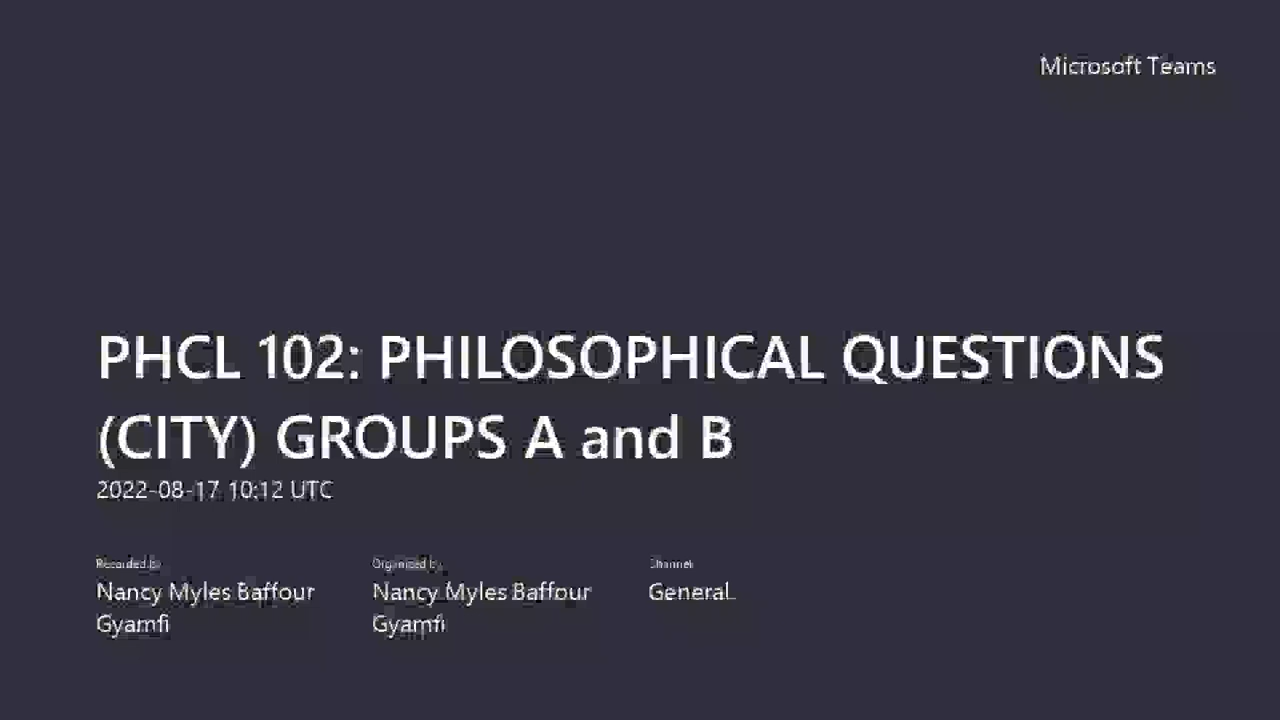 Microsoft Teams
PHCL 102: PHILOSOPHICAL QUESTIONS
(CITY) GROUPS A and B
2022-08-17 10:12 UTC
Recorded by
Organized by
Channel
Nancy Myles Baffour
Gyamfi
Nancy Myles Baffour
Gyamfi
General